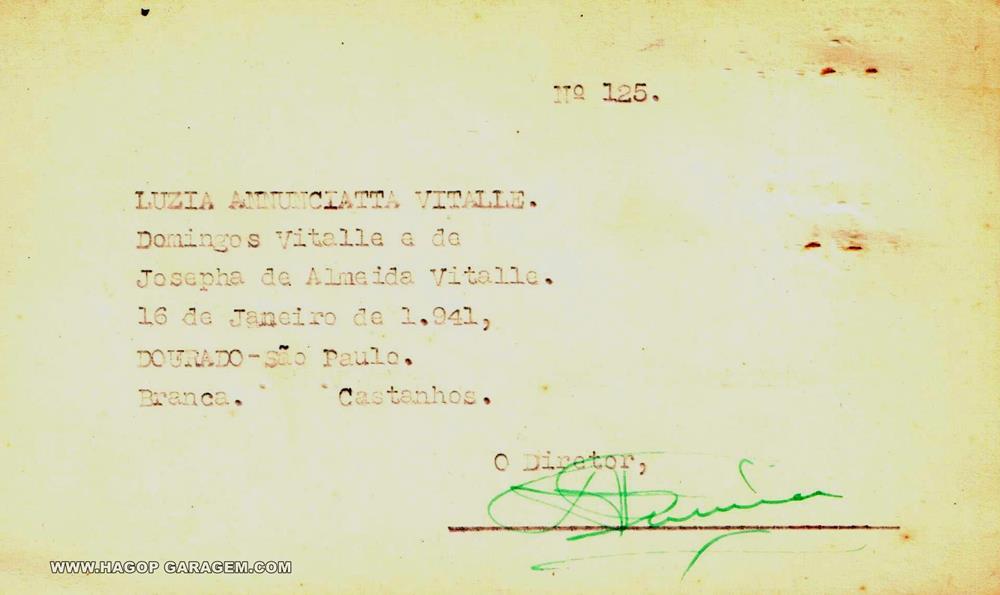 Nº 125.
LUZIA ANNUNCIATTA VITALLE.
Domingos Vitalle e de
Josepha de Almeida Vitalle.
16 de Janeiro de 1.941,
DOURADO-São Paulo.
Branca. Castanhos.
O Diretor,
WWW.HAGOP GARAGEM.COM